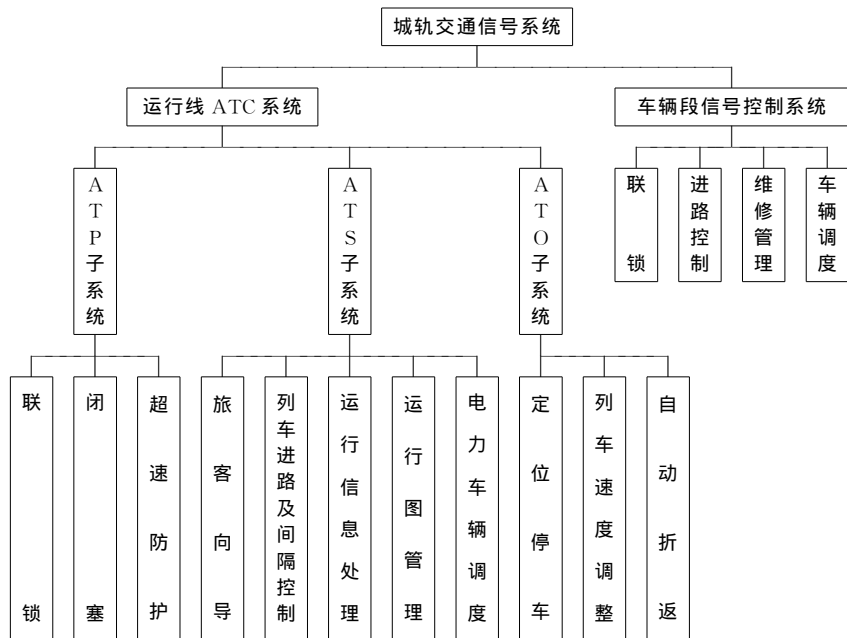 城轨交通信号系统
运行线 ATC 系统
车辆段信号控制系统
ATP子系统
ATS子系统
ATO子系统
联锁
进路控制
维修管理
车辆调度
联锁
闭塞
超速防护
旅客向导
列车进路及间隔控制
运行信息处理
运行图管理
电力车辆调度
定位停车
列车速度调整
自动折返